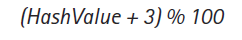 (HashValue + 3) % 100